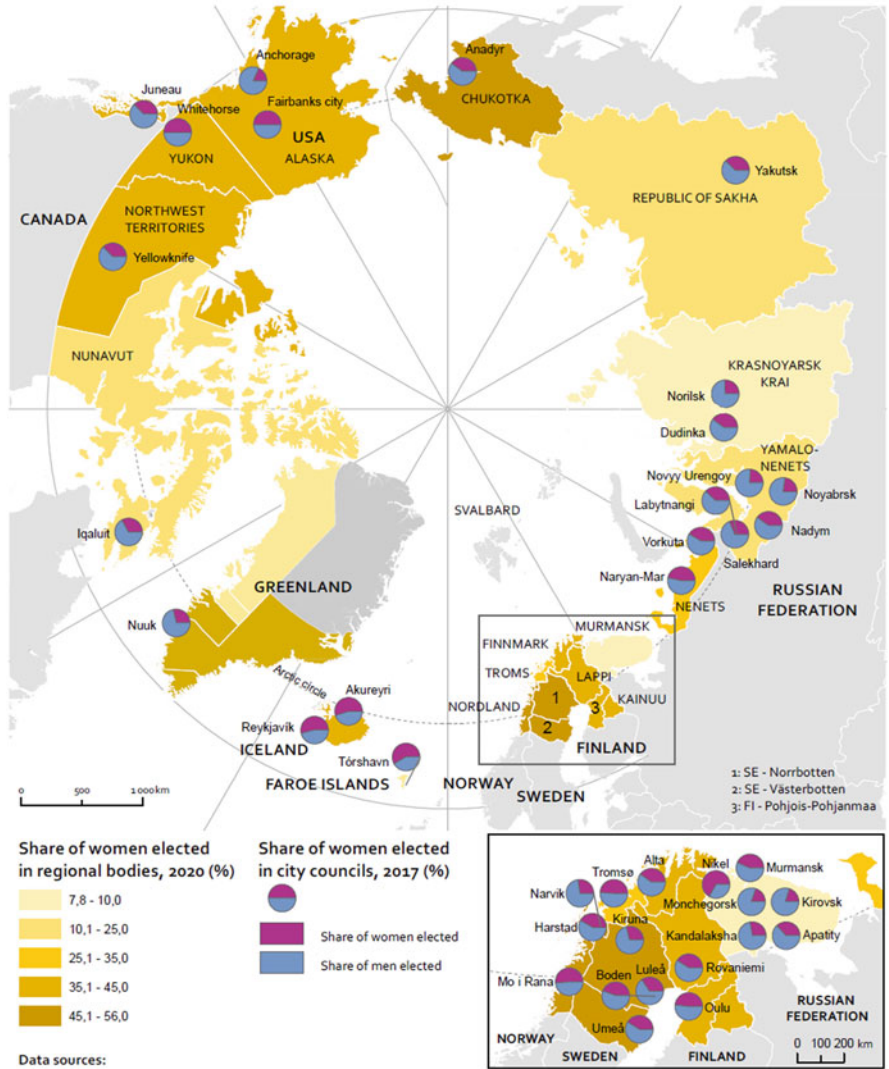 Anchorage
Anadyr
Juneau
Whitehorse
Fairbanks city
CHUKOTKA
USA
YUKON
ALASKA
Yakutsk
REPUBLIC OF SAKHA
CANADA
NORTHWEST
TERRITORIES
Yellowknife
NUNAVUT
KRASNOYARSK
KRAI
Norilsk
Dudinka
YAMALO-
NENETS
Novyy Urengoy
Noyabrsk
Labytnangi
SVALBARD
Nadym
Iqaluit
Vorkuta
Salekhard
GREENLAND
Naryan-Mar
RUSSIAN
FEDERATION
NENETS
Nuuk
MURMANSK
FINNMARK
TROMS
LAPPI
Arctic circle
Akureyri
KAINUU
NORDLAND
1
3
2
Reykjavík
ICELAND
FINLAND
Tórshavn
FAROE ISLANDS
NORWAY
SWEDEN
1: SE - Norrbotten
2: SE - Västerbotten
3: FI - Pohjois-Pohjanmaa
0 500 1000 km
Share of women elected
in regional bodies, 2020 (%)
7,8 - 10,0
10,1 - 25,0
25,1 - 35,0
35,1 - 45,0
45,1 - 56,0
Data sources:
Share of women elected
in city councils, 2017 (%)
Share of women elected
Share of men elected
Alta
Nikel
Murmansk
Tromsø
Narvik
Monchegorsk
Kirovsk
Kiruna
Harstad
Kandalaksha
Apatity
Boden
Luleå
Rovaniemi
Mo i Rana
Oulu
RUSSIAN
FEDERATION
Umeå
NORWAY
SWEDEN
FINLAND
0 100 200 km